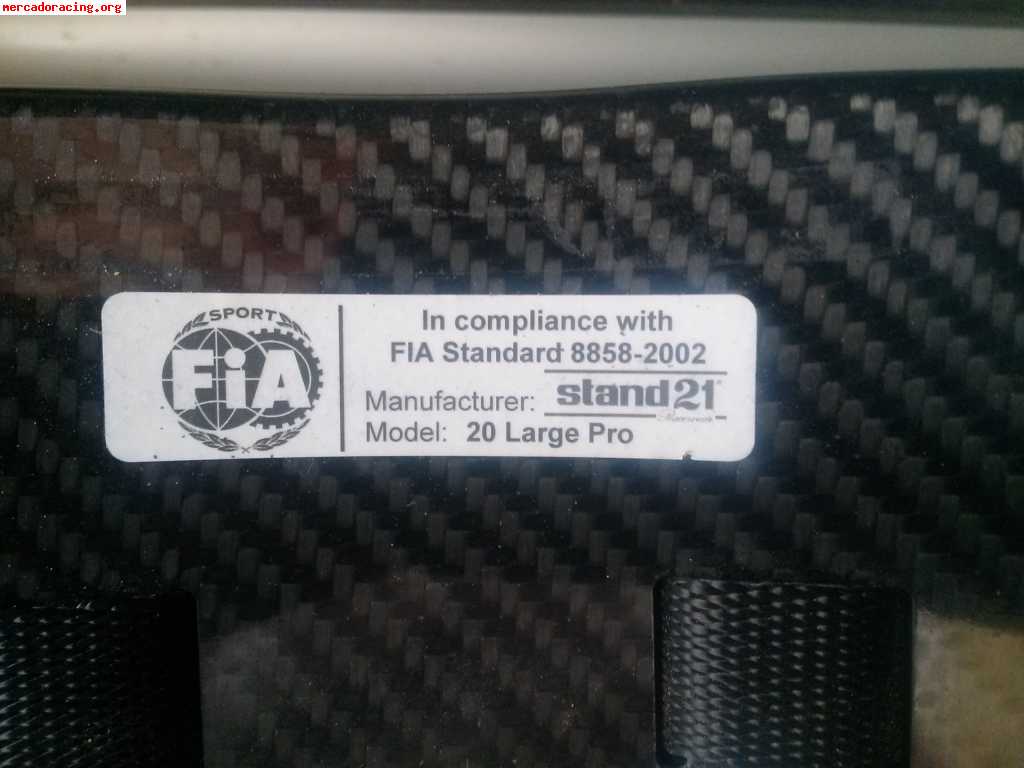 mercadoracing.org
SPORT
FiA
In compliance with
FIA Standard 8858-2002
Manufacturer: stand21®
Model: 20 Large Pro